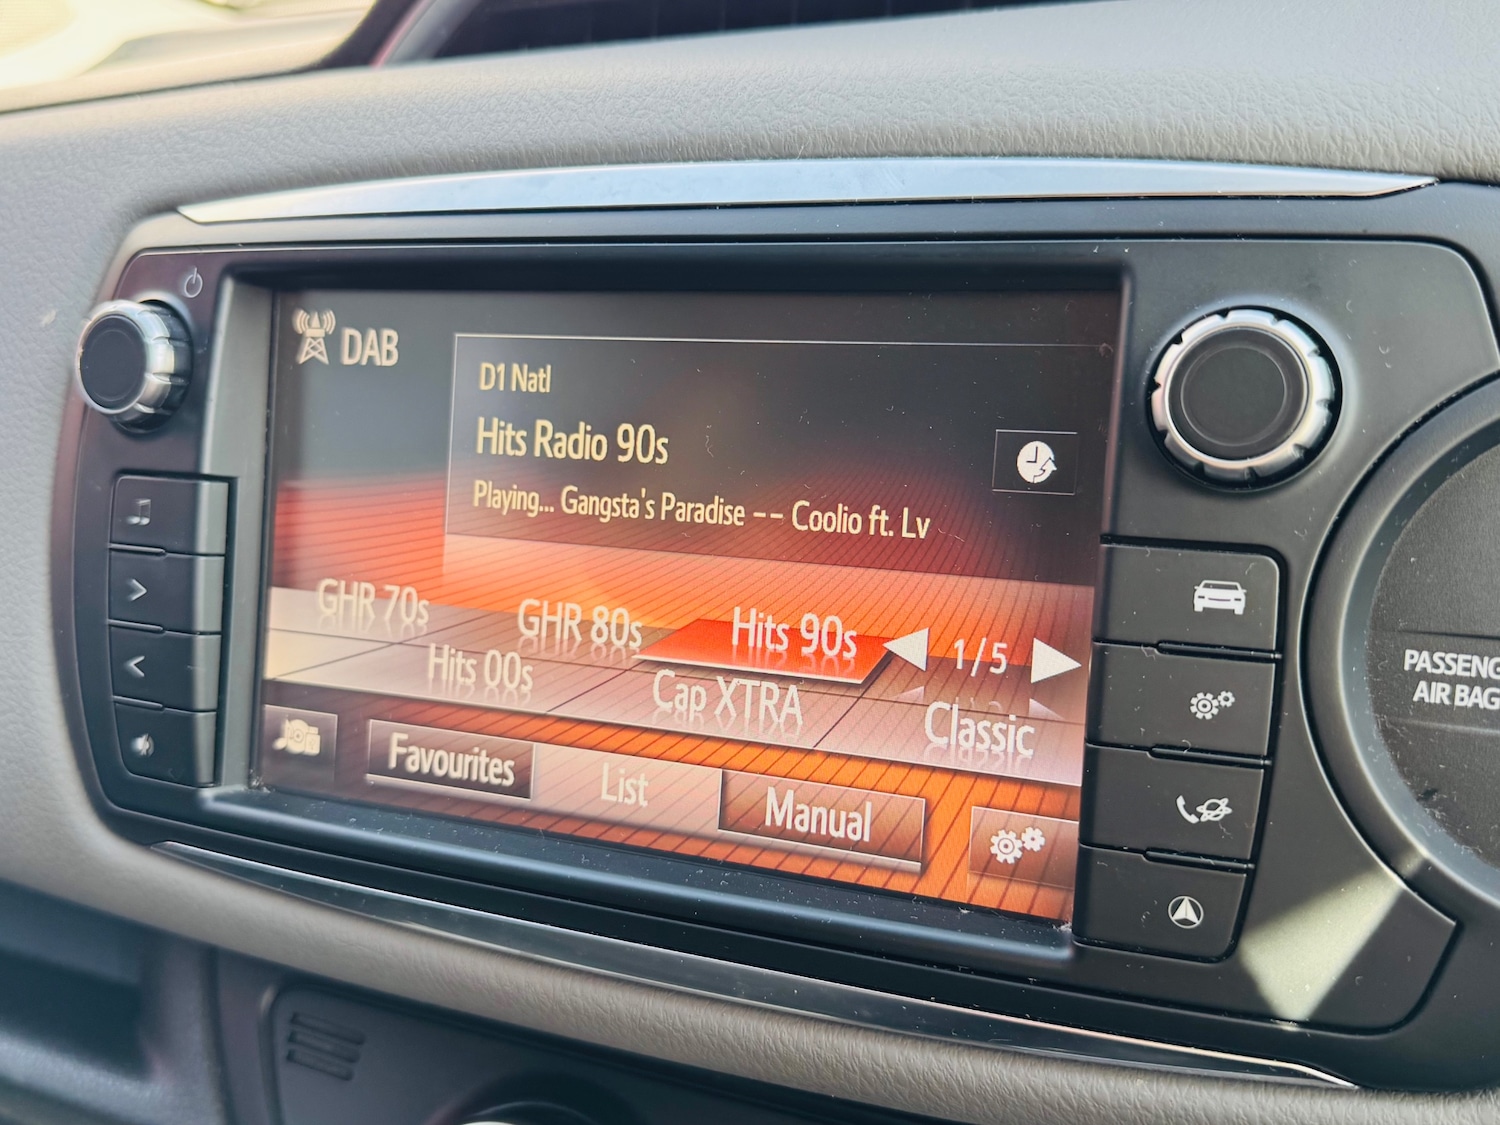 DAB
D1 Natl
Hits Radio 90s
Playing... Gangsta's Paradise -- Coolio ft. Lv
GHR 70s GHR 80s Hits 90s 1/5
Hits 00s Cap XTRA Classic
Favourites List Manual
PASSENG
AIR BAG